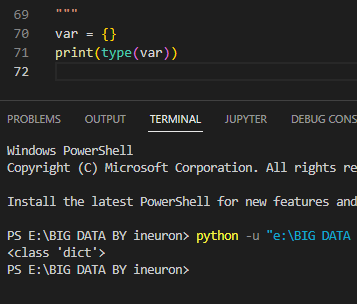 69 """
70 var = {}
71 print(type(var))
72
PROBLEMS OUTPUT TERMINAL JUPYTER DEBUG CONS
Windows PowerShell
Copyright (C) Microsoft Corporation. All rights re
Install the latest PowerShell for new features and
PS E:\BIG DATA BY ineuron> python -u "e:\BIG DATA
<class 'dict'>
PS E:\BIG DATA BY ineuron>